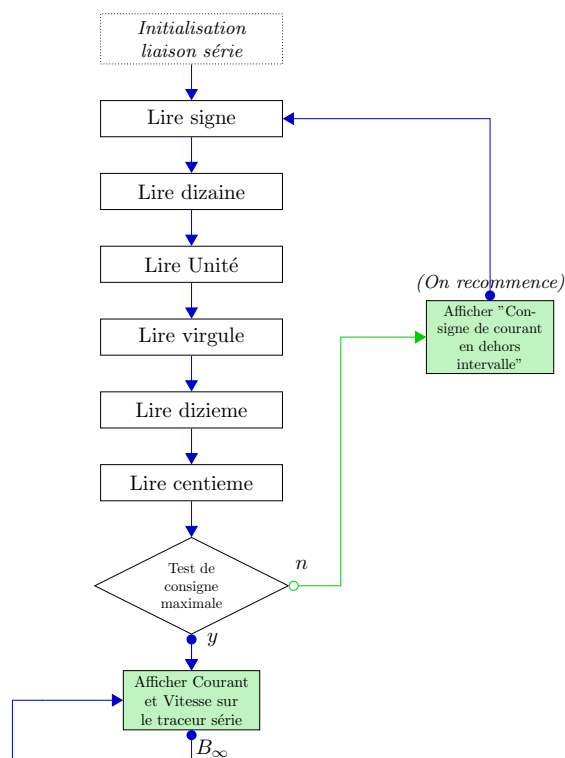 Initialisation
liaison série
Lire signe
Lire dizaine
Lire Unité
(On recommence)
Afficher "Con-
signe de courant
en dehors
intervalle"
Lire virgule
Lire dizieme
Lire centieme
n
Test de
consigne
maximale
y
Afficher Courant
et Vitesse sur
le traceur série
B∞